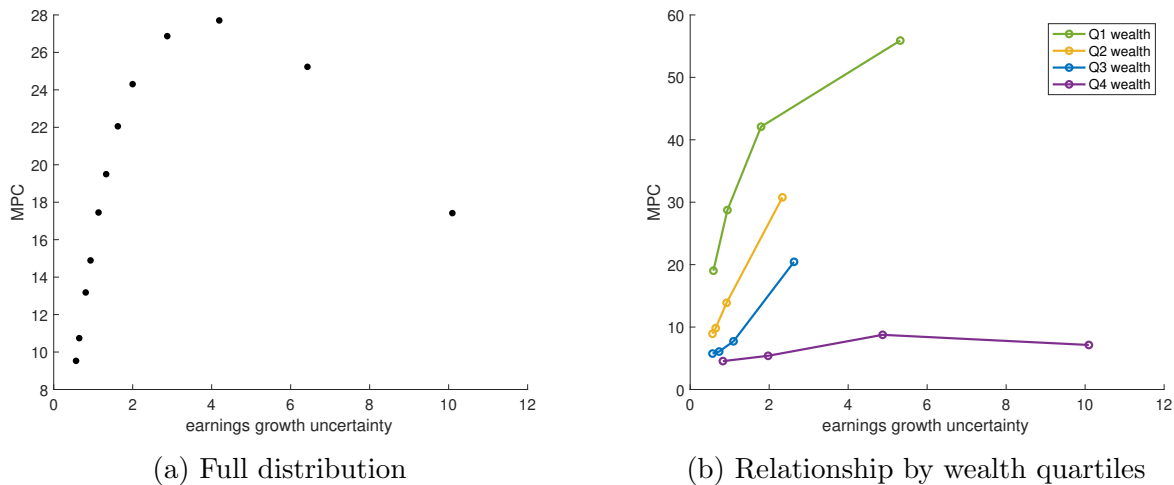 28
26
24
22
20
18
16
14
12
10
8
MPC
0 2 4 6 8 10 12
earnings growth uncertainty
(a) Full distribution
60
50
40
30
20
10
0
MPC
Q1 wealth
Q2 wealth
Q3 wealth
Q4 wealth
0 2 4 6 8 10 12
earnings growth uncertainty
(b) Relationship by wealth quartiles